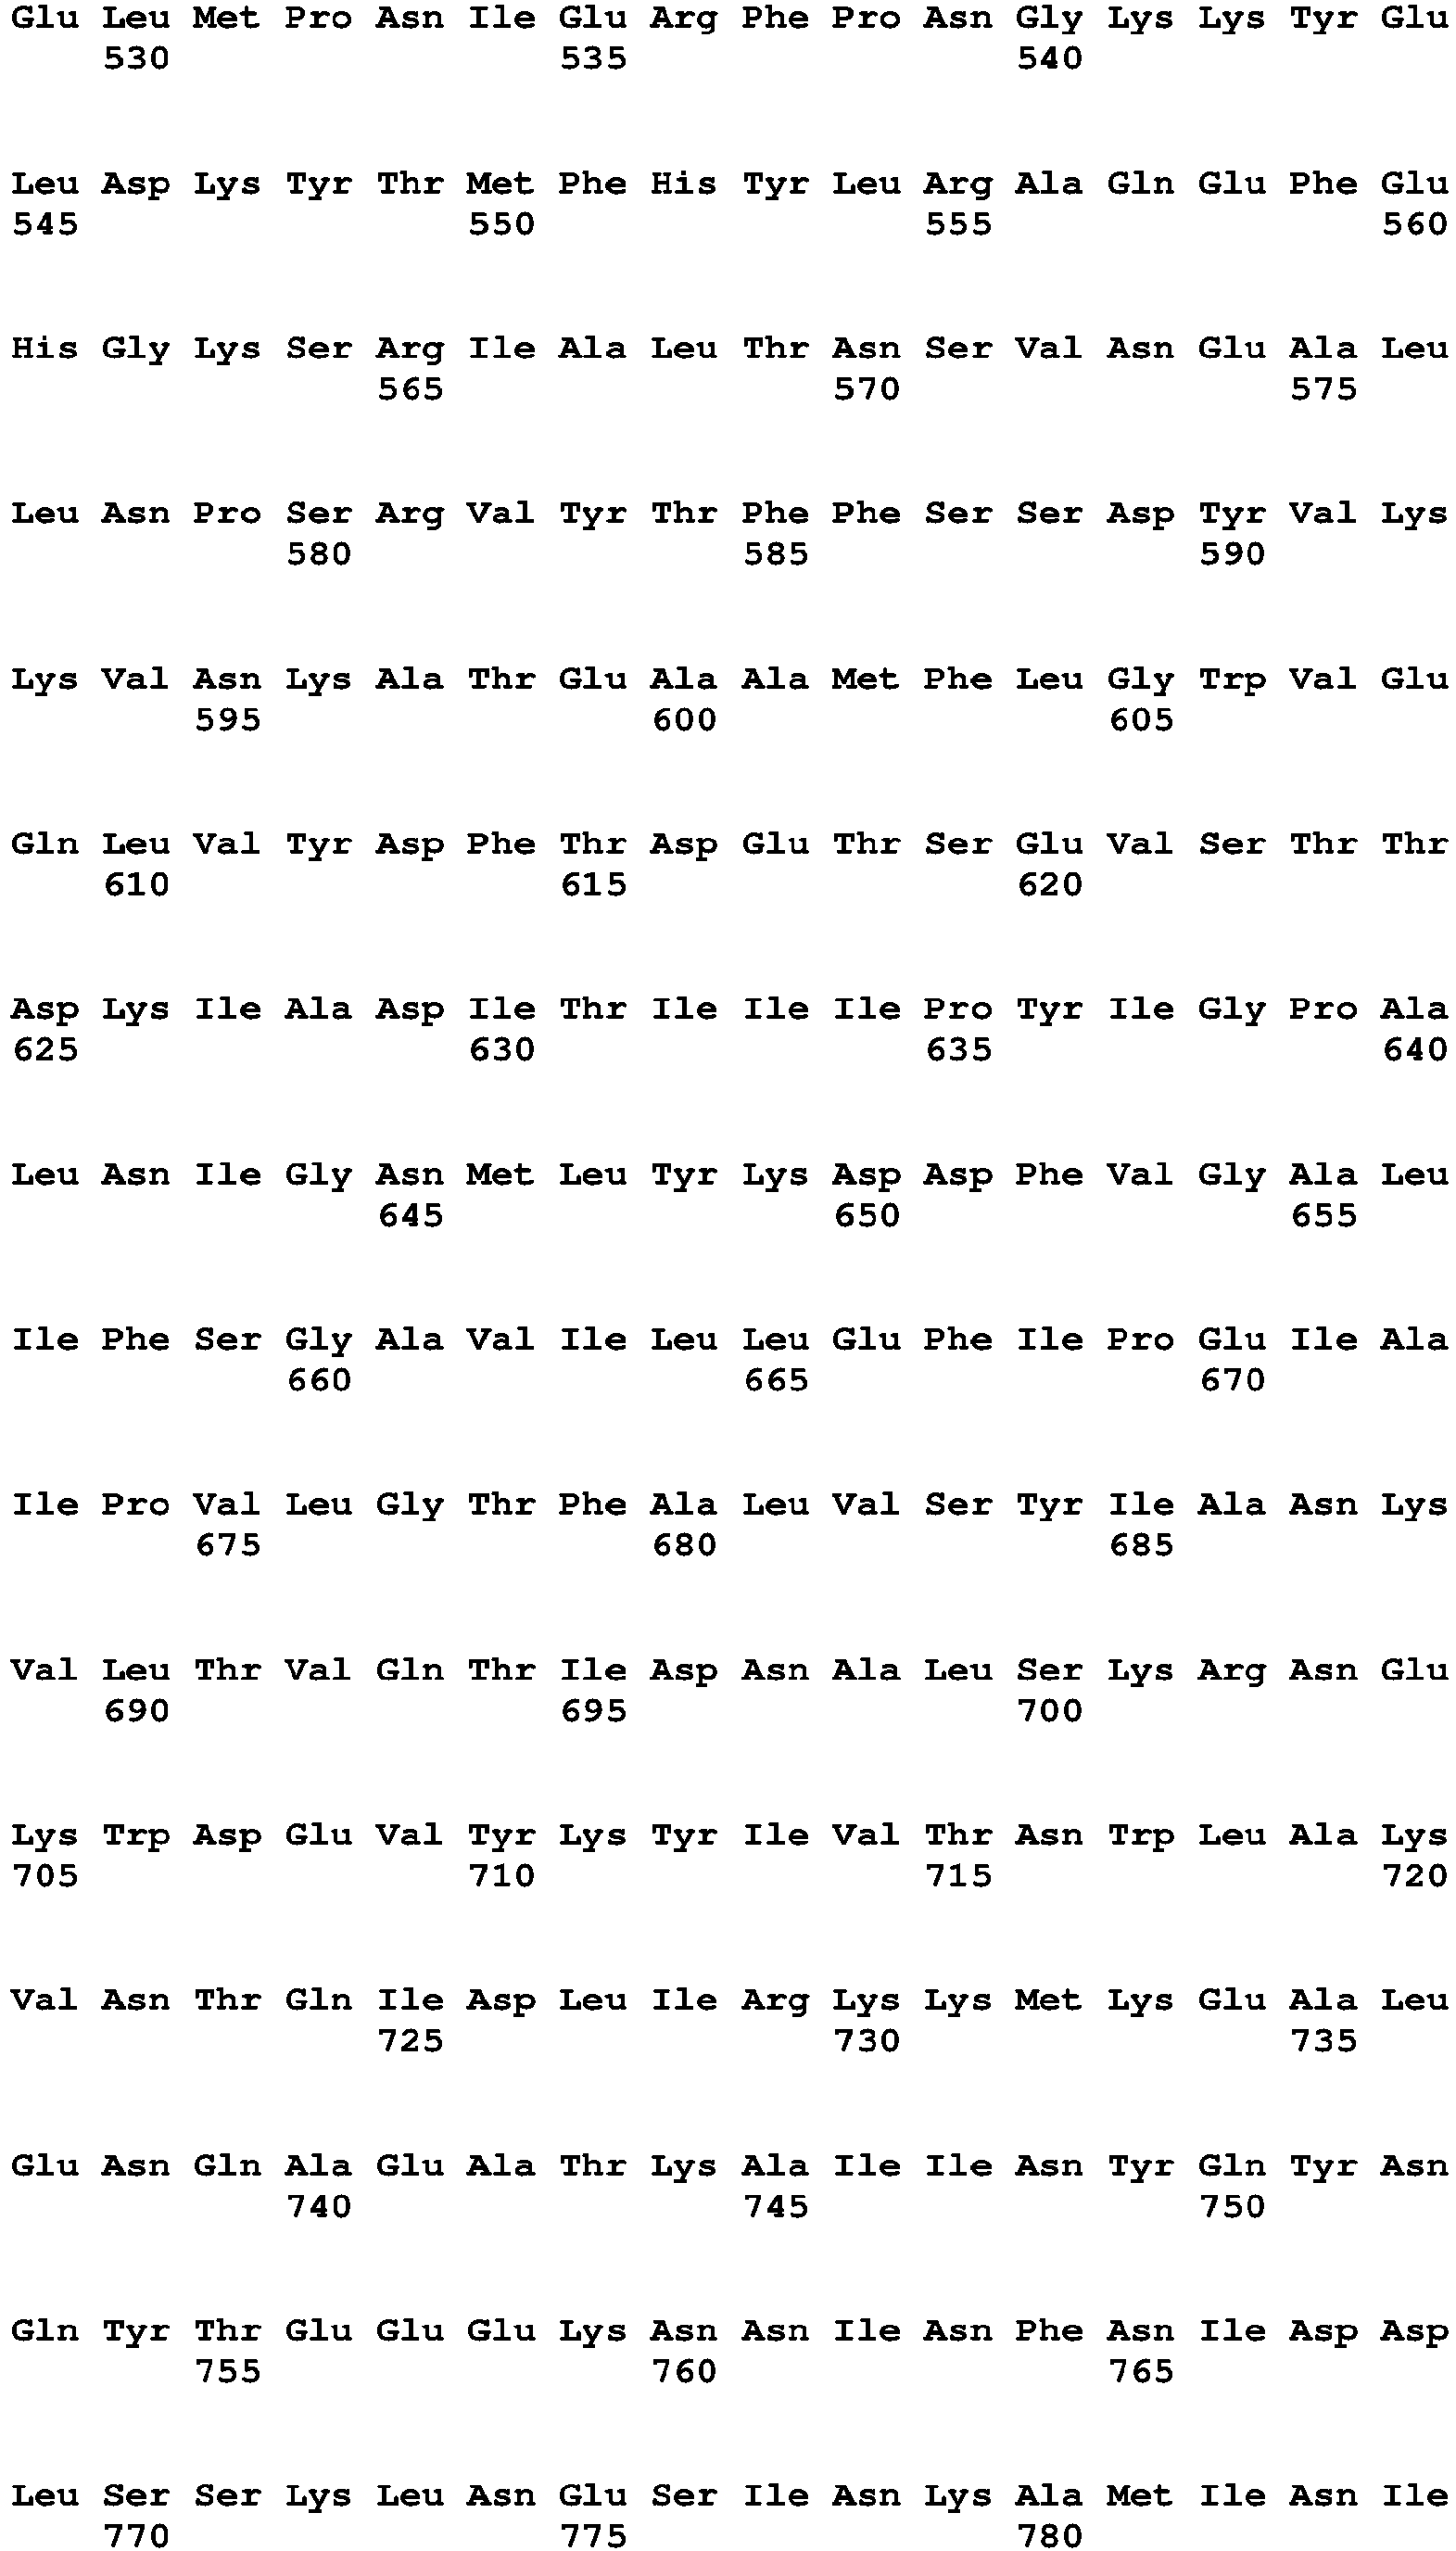 Glu Leu Met Pro Asn Ile Glu Arg Phe Pro Asn Gly Lys Lys Tyr Glu
530 535 540
Leu Asp Lys Tyr Thr Met Phe His Tyr Leu Arg Ala Gln Glu Phe Glu
545 550 555 560
His Gly Lys Ser Arg Ile Ala Leu Thr Asn Ser Val Asn Glu Ala Leu
565 570 575
Leu Asn Pro Ser Arg Val Tyr Thr Phe Phe Ser Ser Asp Tyr Val Lys
580 585 590
Lys Val Asn Lys Ala Thr Glu Ala Ala Met Phe Leu Gly Trp Val Glu
595 600 605
Gln Leu Val Tyr Asp Phe Thr Asp Glu Thr Ser Glu Val Ser Thr Thr
610 615 620
Asp Lys Ile Ala Asp Ile Thr Ile Ile Ile Pro Tyr Ile Gly Pro Ala
625 630 635 640
Leu Asn Ile Gly Asn Met Leu Tyr Lys Asp Asp Phe Val Gly Ala Leu
645 650 655
Ile Phe Ser Gly Ala Val Ile Leu Leu Glu Phe Ile Pro Glu Ile Ala
660 665 670
Ile Pro Val Leu Gly Thr Phe Ala Leu Val Ser Tyr Ile Ala Asn Lys
675 680 685
Val Leu Thr Val Gln Thr Ile Asp Asn Ala Leu Ser Lys Arg Asn Glu
690 695 700
Lys Trp Asp Glu Val Tyr Lys Tyr Ile Val Thr Asn Trp Leu Ala Lys
705 710 715 720
Val Asn Thr Gln Ile Asp Leu Ile Arg Lys Lys Met Lys Glu Ala Leu
725 730 735
Glu Asn Gln Ala Glu Ala Thr Lys Ala Ile Ile Asn Tyr Gln Tyr Asn
740 745 750
Gln Tyr Thr Glu Glu Glu Lys Asn Asn Ile Asn Phe Asn Ile Asp Asp
755 760 765
Leu Ser Ser Lys Leu Asn Glu Ser Ile Asn Lys Ala Met Ile Asn Ile
770 775 780